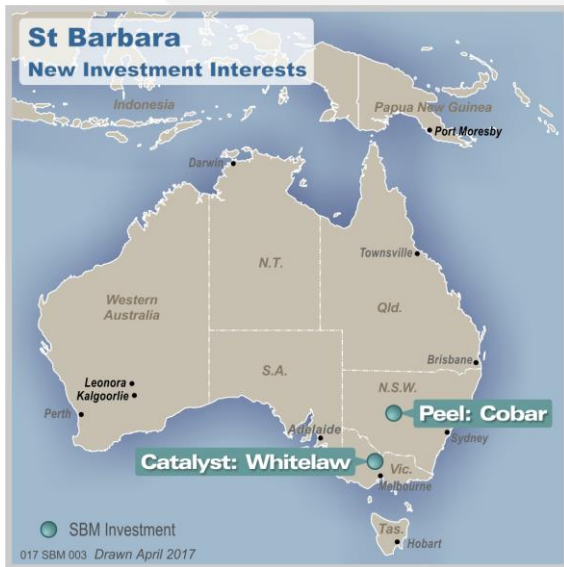 St Barbara
New Investment Interests
Indonesia
Papua New Guinea
Port Moresby
Darwin
Townsville
N.T.
Western
Australia
Qld.
Brisbane
S.A.
N.S.W.
Leonora
Kalgoorlie
Perth
Peel: Cobar
Adelaide
Sydney
Catalyst: Whitelaw
Vic.
Melbourne
SBM Investment
Tas.
Hobart
017 SBM 003 Drawn April 2017